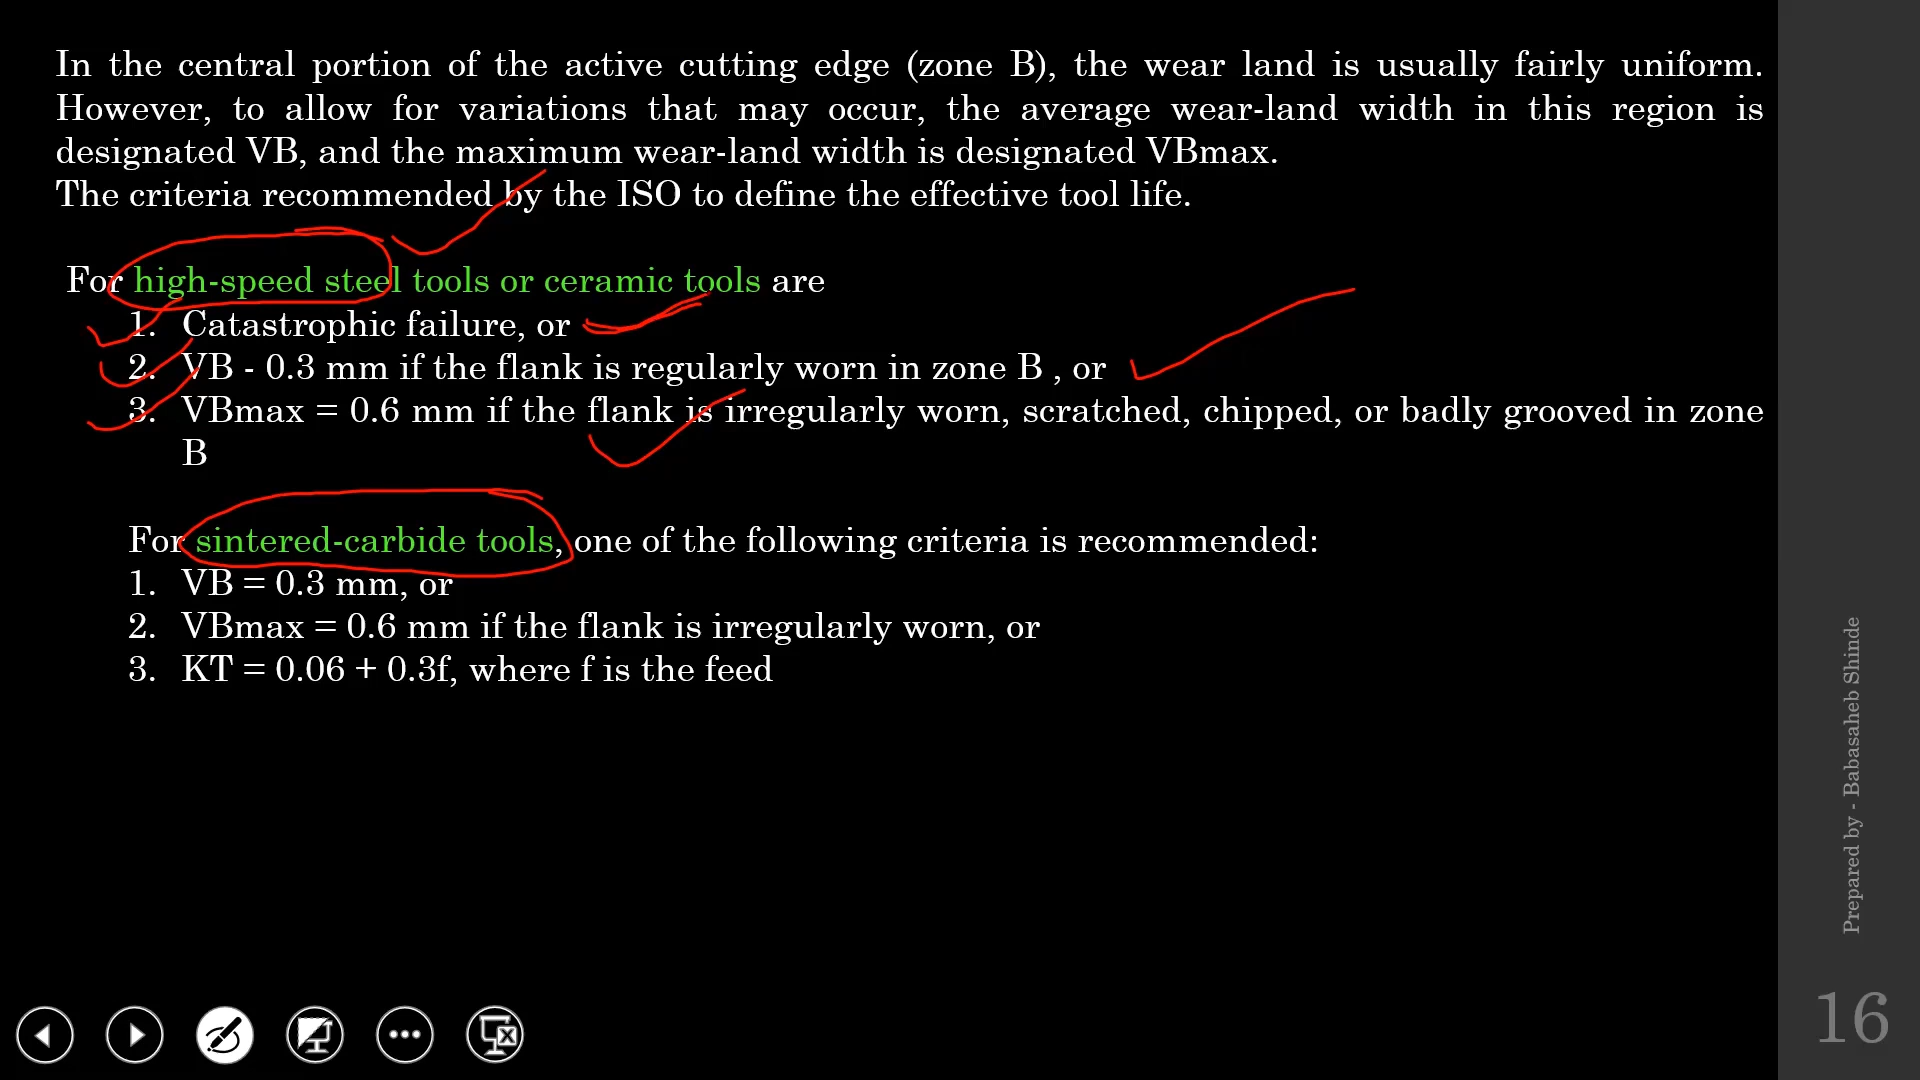 In the central portion of the active cutting edge (zone B), the wear land is usually fairly uniform.
However, to allow for variations that may occur, the average wear-land width in this region is
designated VB, and the maximum wear-land width is designated VBmax.
The criteria recommended by the ISO to define the effective tool life.
For high-speed steel tools or ceramic tools are
1. Catastrophic failure, or
2. VB - 0.3 mm if the flank is regularly worn in zone B , or
3. VBmax = 0.6 mm if the flank is irregularly worn, scratched, chipped, or badly grooved in zone
B
For sintered-carbide tools, one of the following criteria is recommended:
1. VB = 0.3 mm, or
2. VBmax = 0.6 mm if the flank is irregularly worn, or
3. KT = 0.06 + 0.3f, where f is the feed
Prepared by - Babasaheb Shinde
16